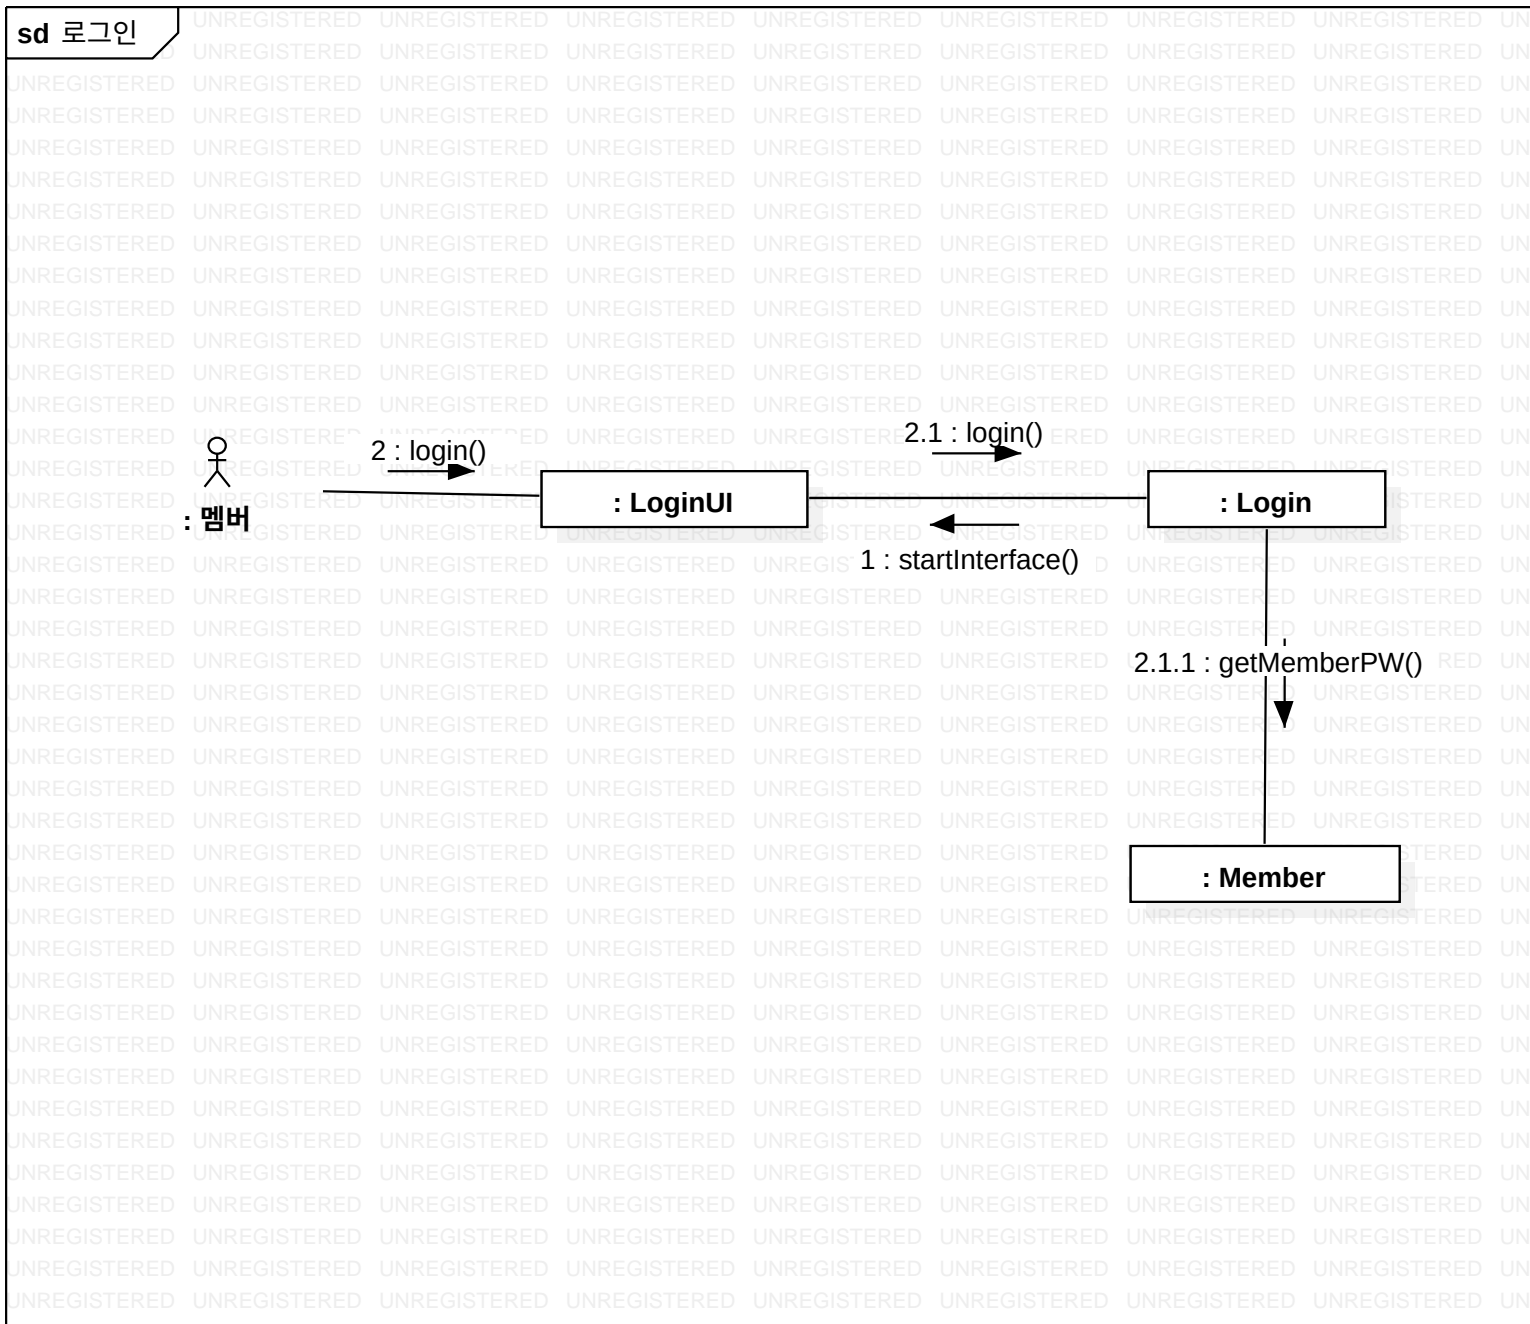 sd 로그인
2 : login()
2.1 : login()
: LoginUI
: Login
: 멤버
1 : startInterface()
2.1.1 : getMemberPW()
: Member
UNREGISTERED